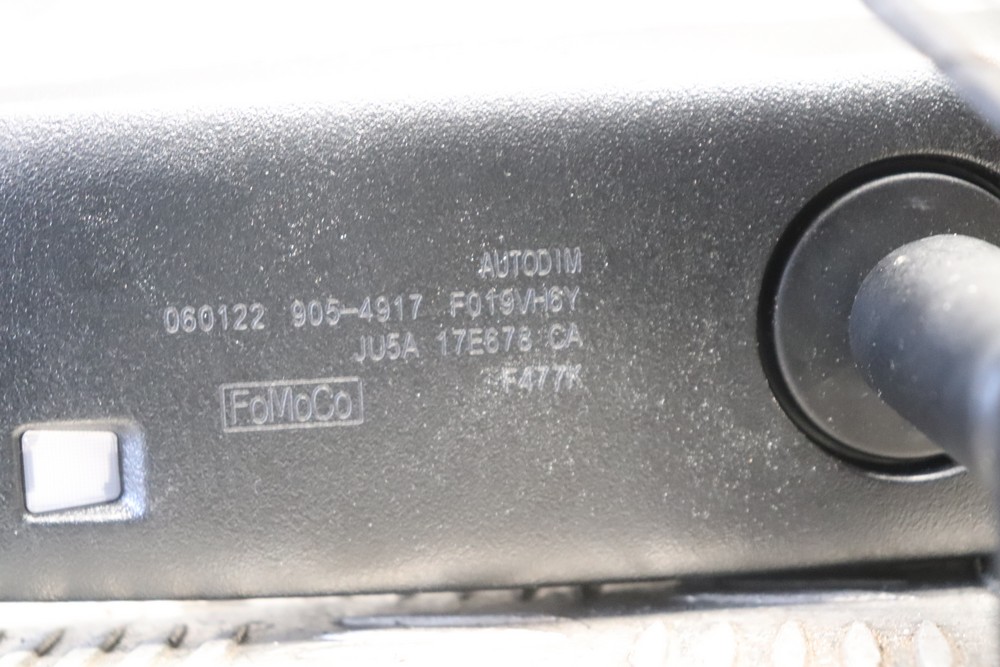 AUTODIM
060122 905-4917 F019VH6Y
JU5A 17E678 CA
F477K
FoMoCo